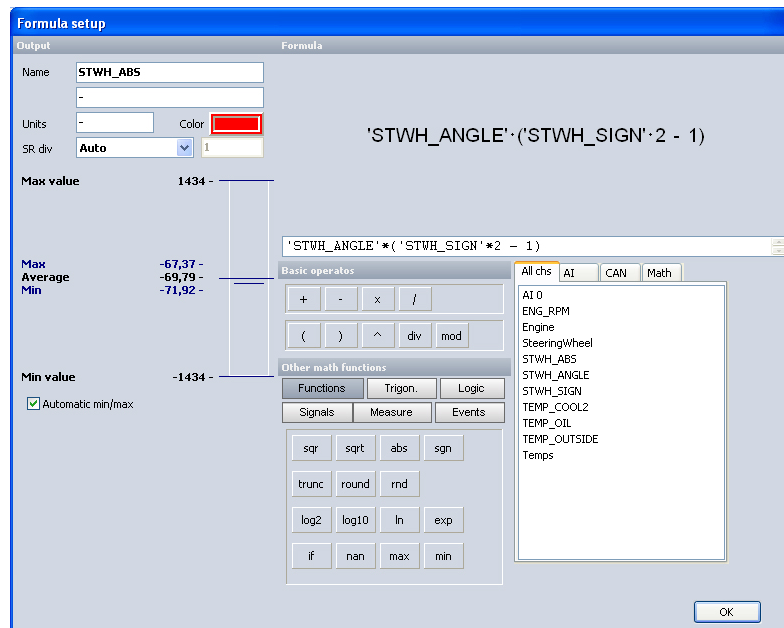 Formula setup
Output
Formula
Name STWH_ABS
-
Units - Color
SR div Auto 1
'STWH_ANGLE'·('STWH_SIGN'·2 - 1)
Max value 1434 -
Max -67,37 -
Average -69,79 -
Min -71,92 -
Min value -1434 -
Automatic min/max
'STWH_ANGLE'*('STWH_SIGN'*2 - 1)
Basic operatos
+ - x /
( ) ^ div mod
Other math functions
Functions Trigon. Logic
Signals Measure Events
sqr sqrt abs sgn
trunc round rnd
log2 log10 ln exp
if nan max min
All chs AI CAN Math
AI 0
ENG_RPM
Engine
SteeringWheel
STWH_ABS
STWH_ANGLE
STWH_SIGN
TEMP_COOL2
TEMP_OIL
TEMP_OUTSIDE
Temps
OK